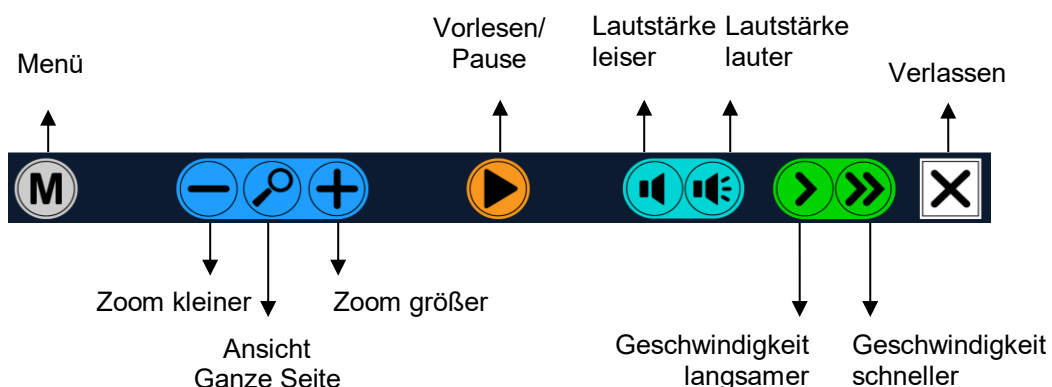 Menü
Vorlesen/
Pause
Lautstärke
leiser
Lautstärke
lauter
Verlassen
M
Zoom kleiner
Zoom größer
Ansicht
Ganze Seite
Geschwindigkeit
langsamer
Geschwindigkeit
schneller